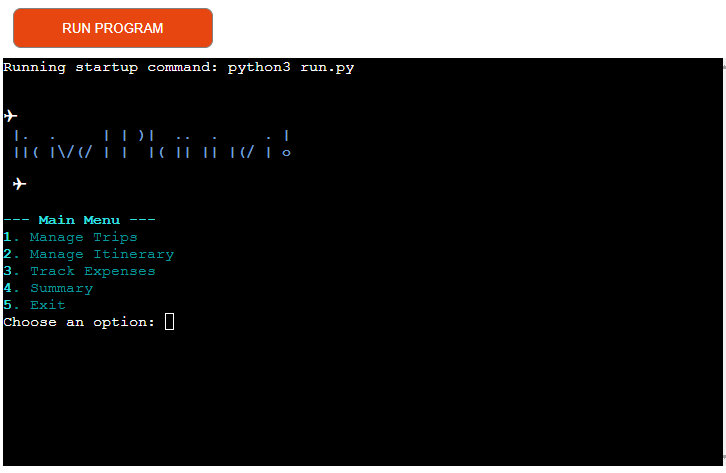 RUN PROGRAM
Running startup command: python3 run.py
--- Main Menu ---
1. Manage Trips
2. Manage Itinerary
3. Track Expenses
4. Summary
5. Exit
Choose an option: